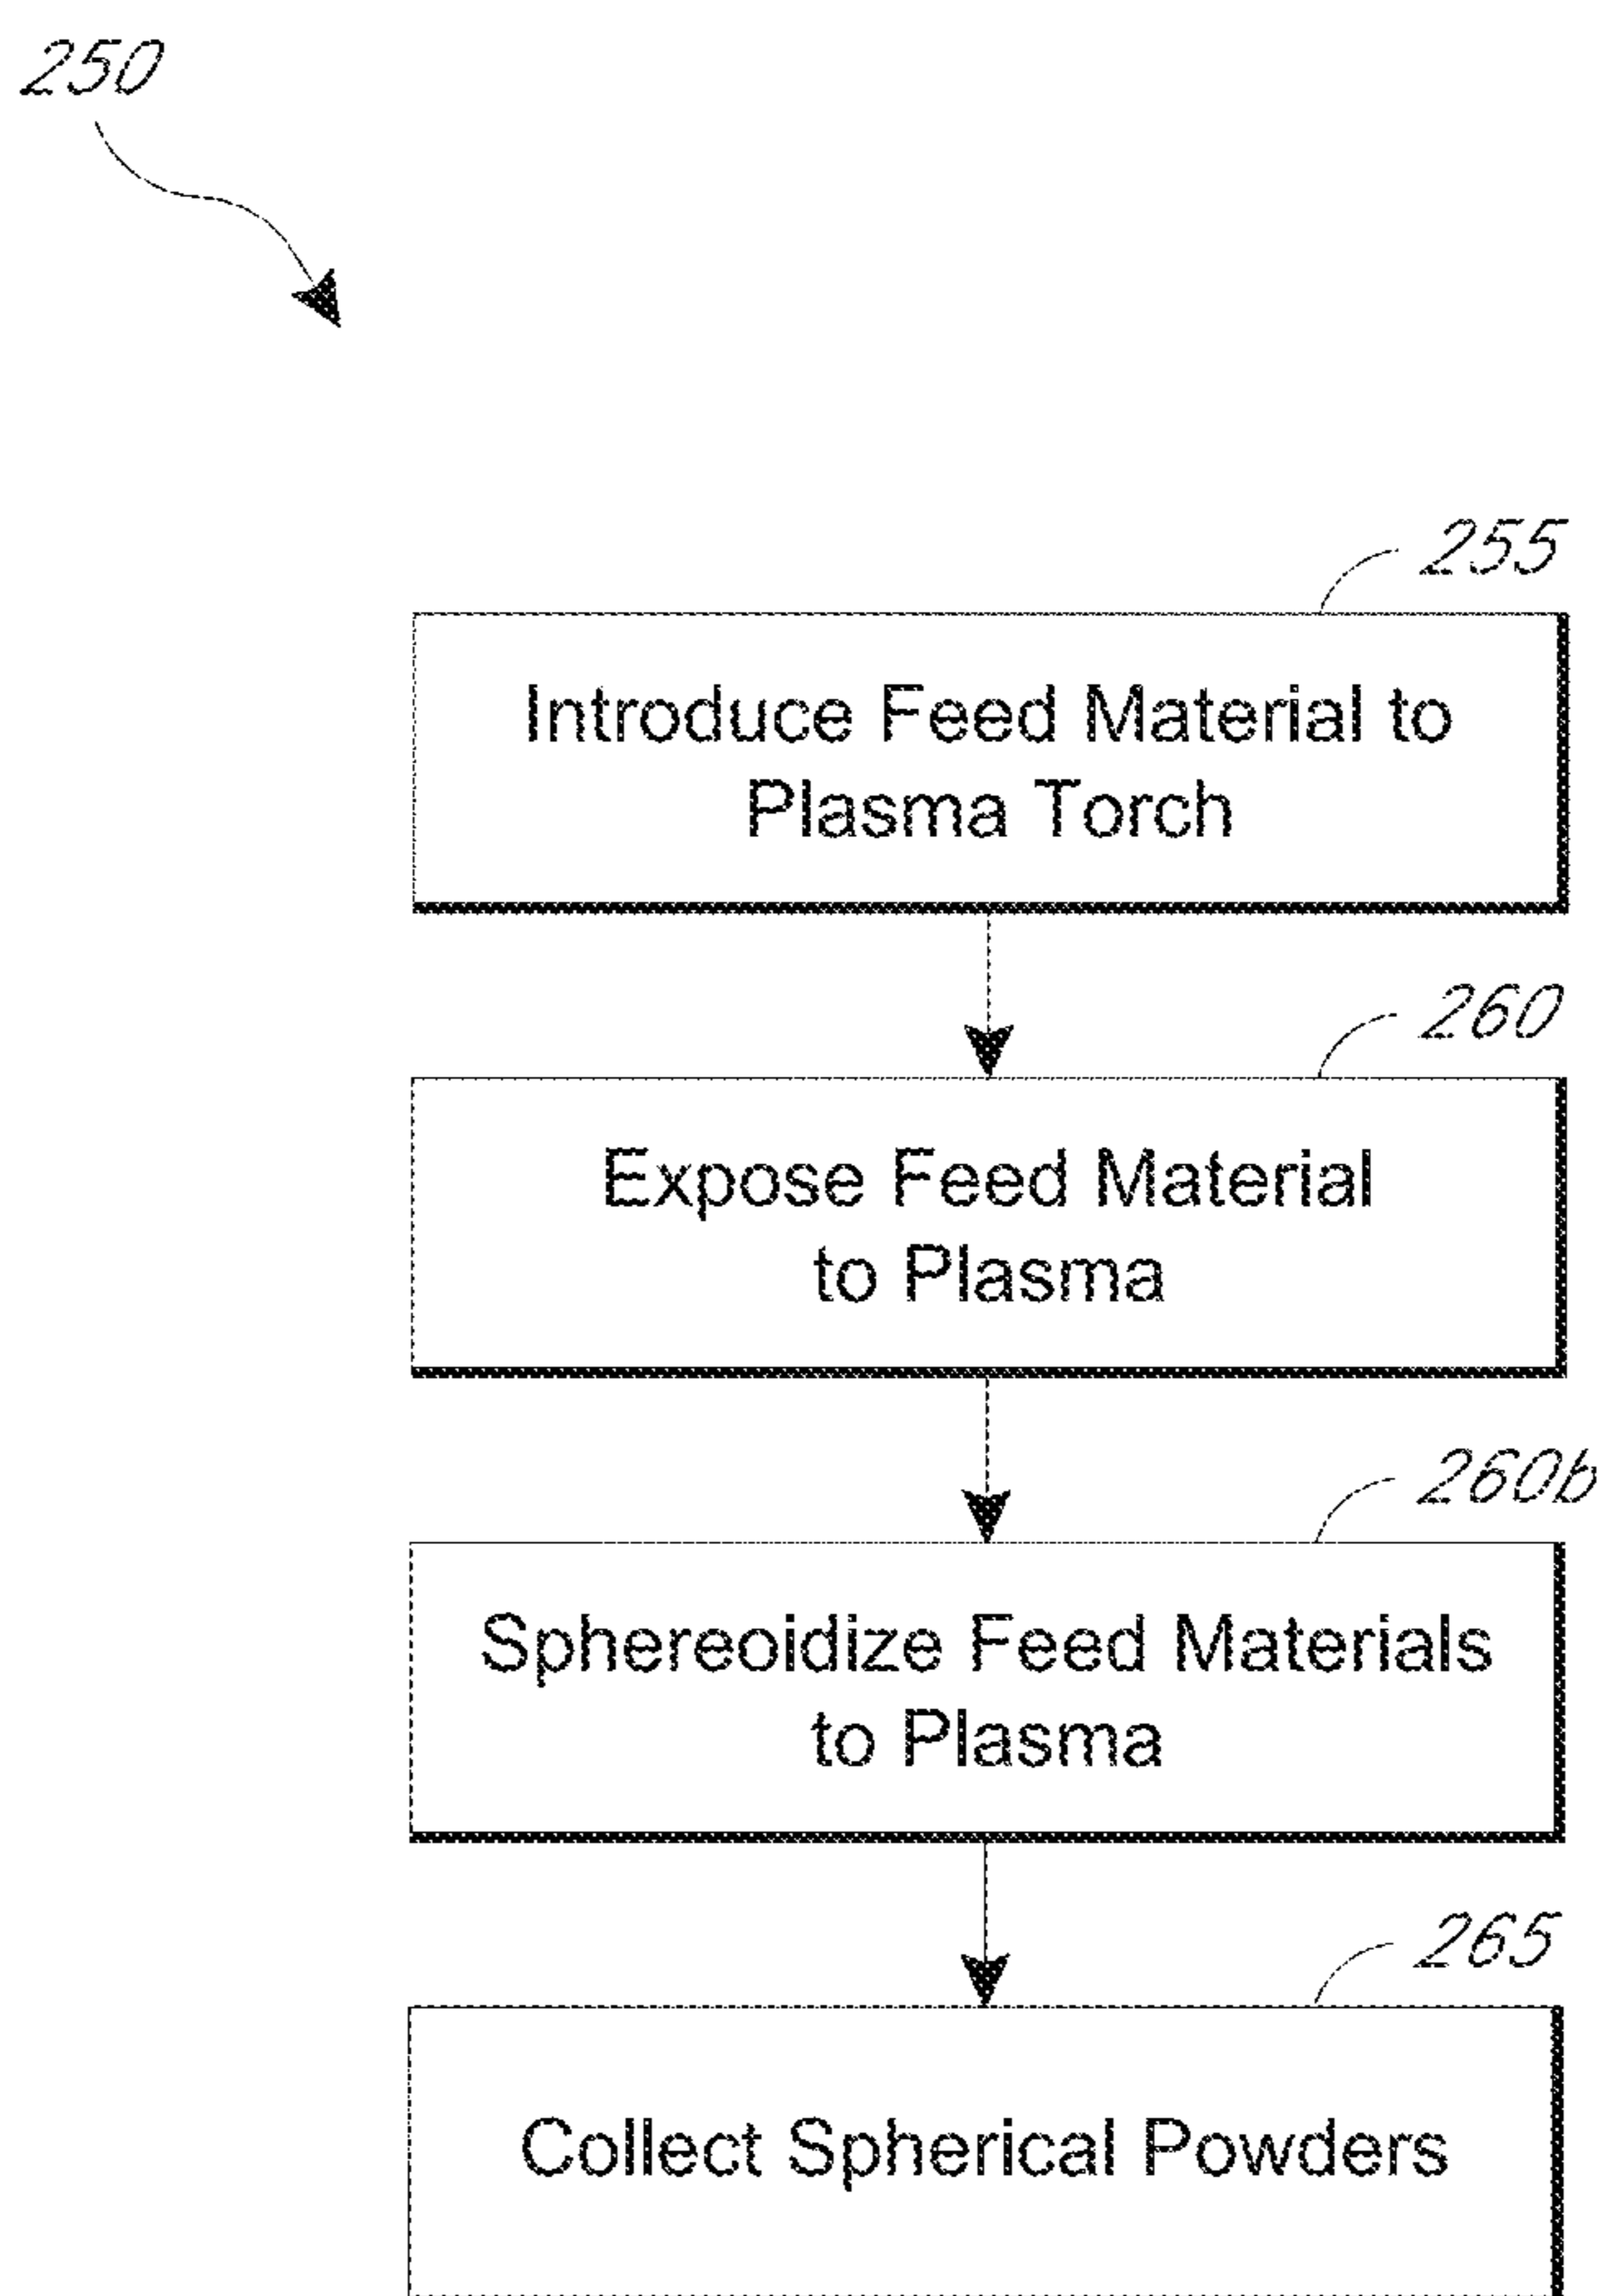 250
255
Introduce Feed Material to
Plasma Torch
260
Expose Feed Material
to Plasma
260b
Sphereoidize Feed Materials
to Plasma
265
Collect Spherical Powders